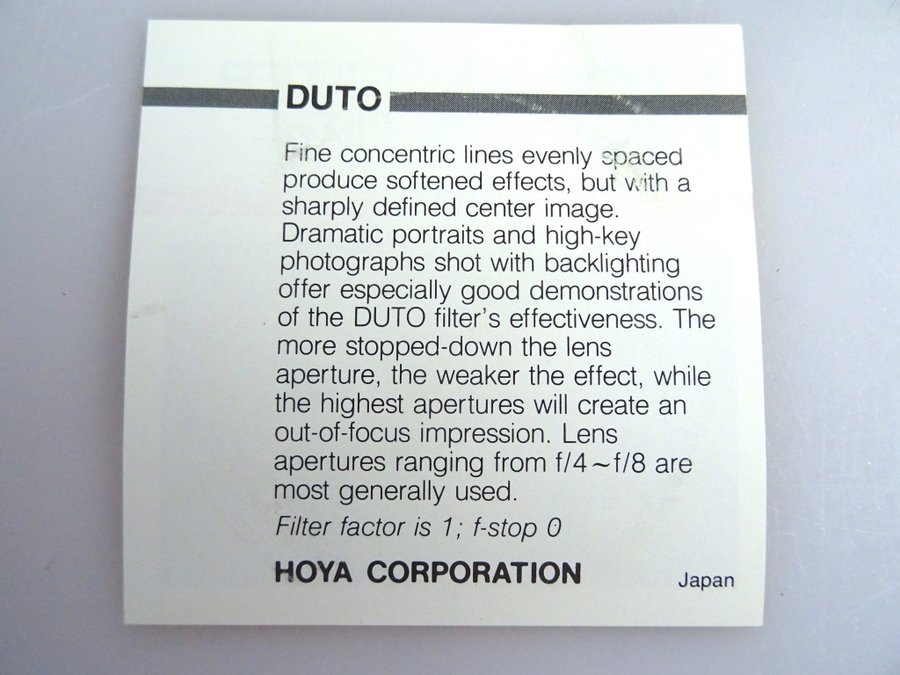 DUTO
Fine concentric lines evenly spaced
produce softened effects, but with a
sharply defined center image.
Dramatic portraits and high-key
photographs shot with backlighting
offer especially good demonstrations
of the DUTO filter's effectiveness. The
more stopped-down the lens
aperture, the weaker the effect, while
the highest apertures will create an
out-of-focus impression. Lens
apertures ranging from f/4~f/8 are
most generally used.
Filter factor is 1; f-stop 0
HOYA CORPORATION
Japan